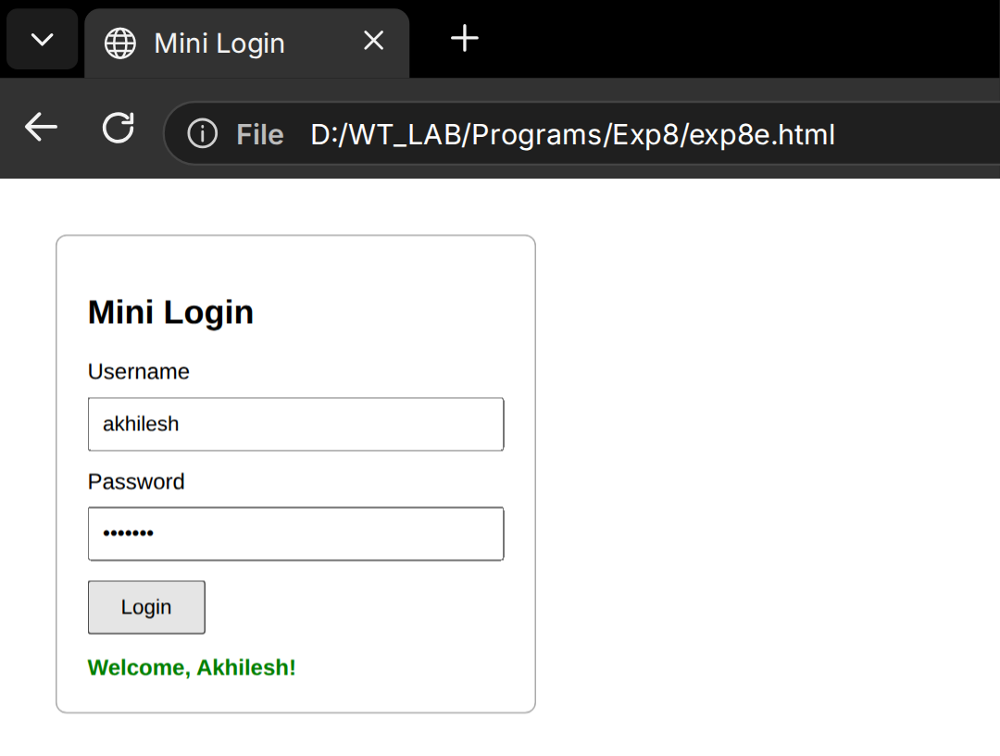 Mini Login
File D:/WT_LAB/Programs/Exp8/exp8e.html
Mini Login
Username
akhilesh
Password
•••••••
Login
Welcome, Akhilesh!